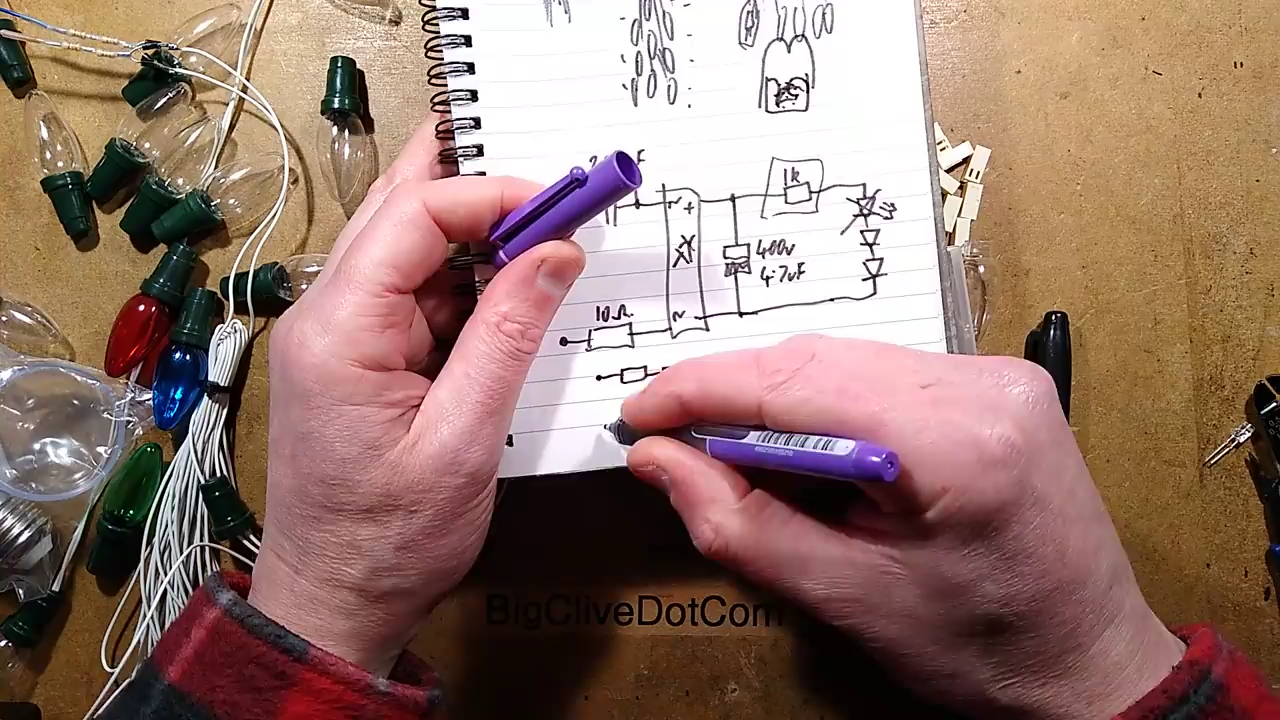 1k
~ +
400v
4.7uF
10Ω
~
BigCliveDotCom